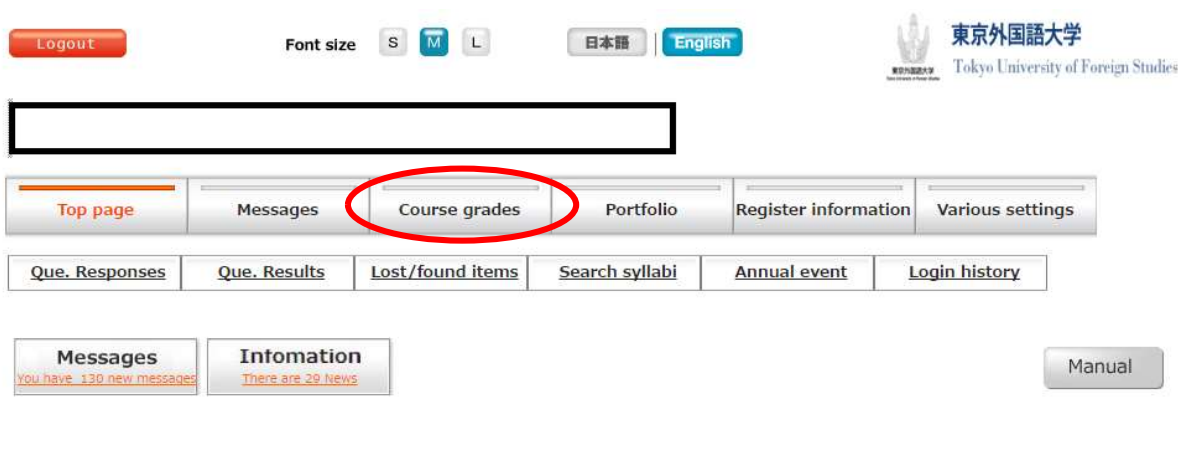 Logout Font size S M L 日本語 | English 東京外国語大学
Tokyo University of Foreign Studies
Top page Messages Course grades Portfolio Register information Various settings
Que. Responses Que. Results Lost/found items Search syllabi Annual event Login history
Messages Infomation
You have 130 new messages There are 29 News
Manual